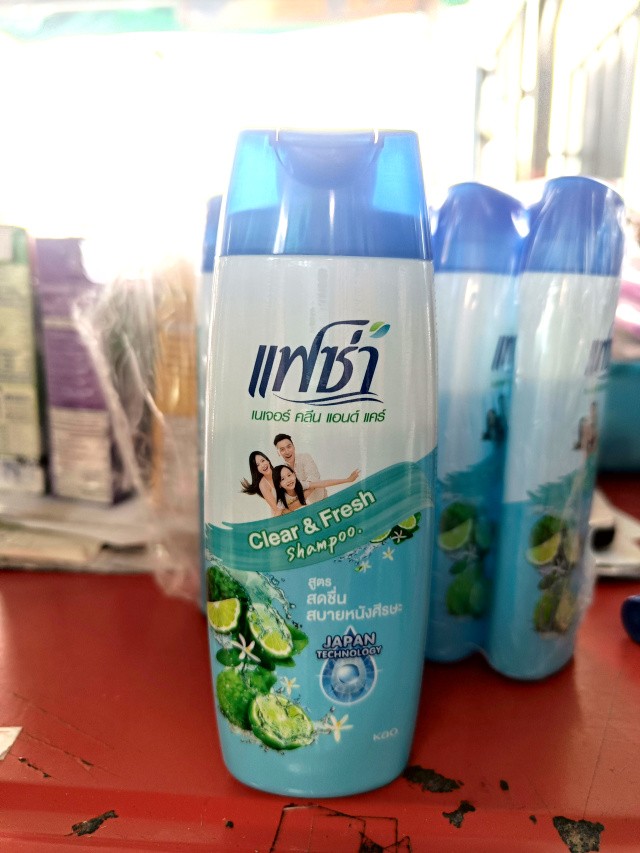 แฟซ่า
เนเจอร์ คลีน แอนด์ แคร์
Clear & Fresh
Shampoo.
สูตร
สดชื่น
สบายหนังศีรษะ
JAPAN
TECHNOLOGY
Kao